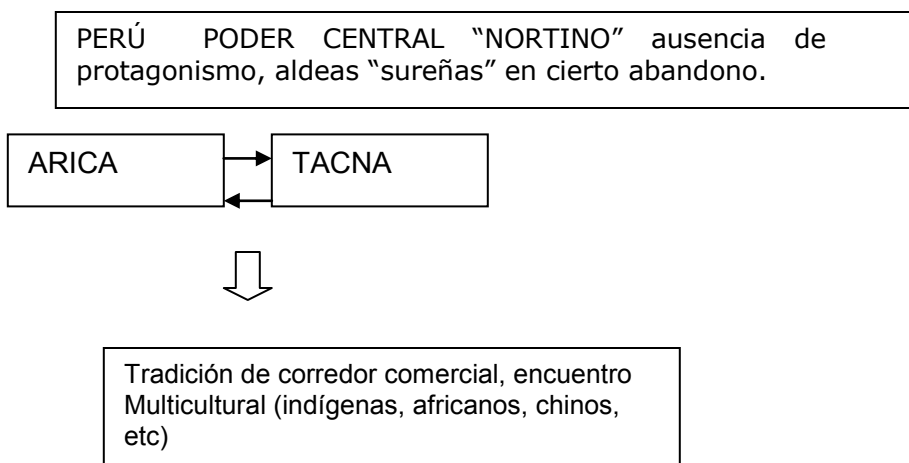 PERÚ PODER CENTRAL “NORTINO” ausencia de
protagonismo, aldeas “sureñas” en cierto abandono.
ARICA
TACNA
Tradición de corredor comercial, encuentro
Multicultural (indígenas, africanos, chinos,
etc)